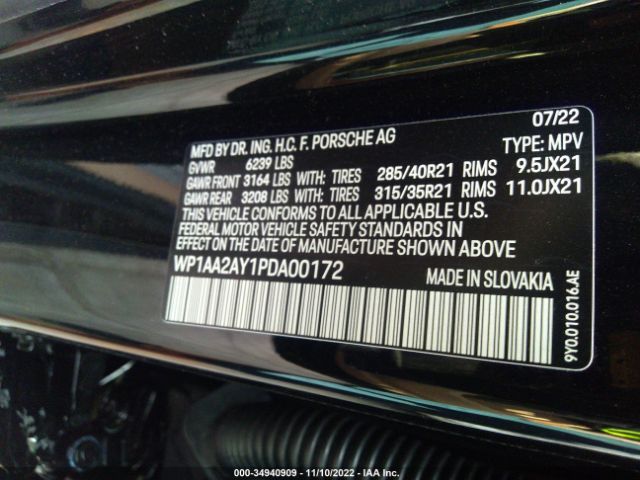 07/22
MFD BY DR. ING. H.C. F. PORSCHE AG TYPE: MPV
GVWR 6239 LBS
GAWR FRONT 3164 LBS WITH: TIRES 285/40R21 RIMS 9.5JX21
GAWR REAR 3208 LBS WITH: TIRES 315/35R21 RIMS 11.0JX21
THIS VEHICLE CONFORMS TO ALL APPLICABLE U.S.
FEDERAL MOTOR VEHICLE SAFETY STANDARDS IN
EFFECT ON THE DATE OF MANUFACTURE SHOWN ABOVE
WP1AA2AY1PDA00172 MADE IN SLOVAKIA
9Y0.010.016.AE
000-34940909 - 11/10/2022 - IAA Inc.